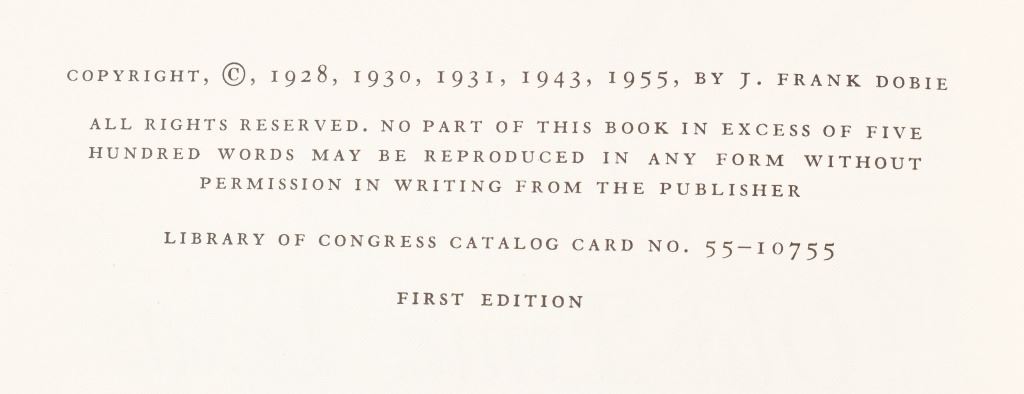 COPYRIGHT, ©, 1928, 1930, 1931, 1943, 1955, BY J. FRANK DOBIE
ALL RIGHTS RESERVED. NO PART OF THIS BOOK IN EXCESS OF FIVE
HUNDRED WORDS MAY BE REPRODUCED IN ANY FORM WITHOUT
PERMISSION IN WRITING FROM THE PUBLISHER
LIBRARY OF CONGRESS CATALOG CARD NO. 55–10755
FIRST EDITION